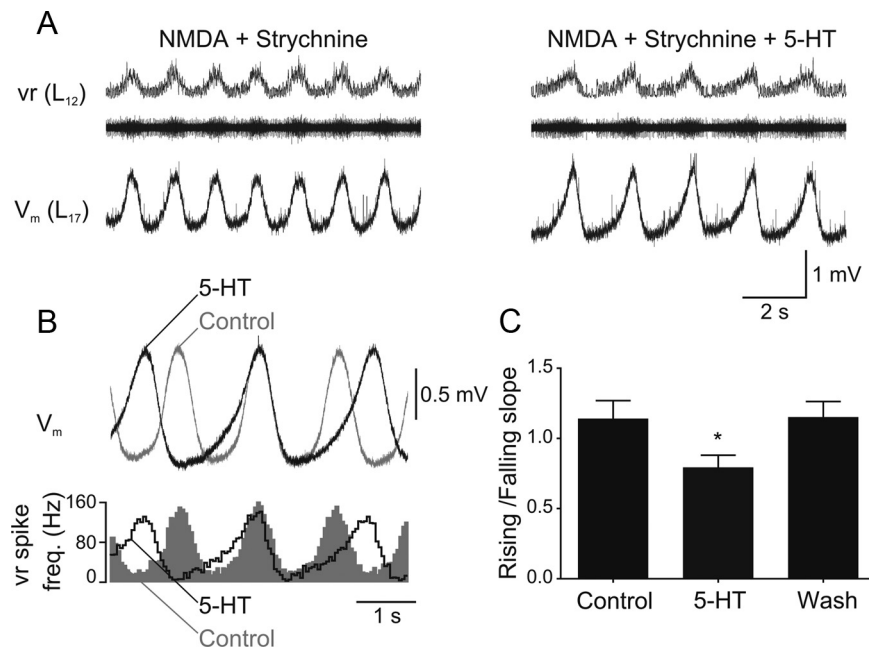 A
NMDA + Strychnine
NMDA + Strychnine + 5-HT
vr (L12)
Vm (L17)
1 mV
2 s
B
5-HT
Control
0.5 mV
Vm
160
80
0
vr spike
freq. (Hz)
5-HT
Control
1 s
C
1.5
1.0
0.5
0.0
Rising /Falling slope
*
Control 5-HT Wash